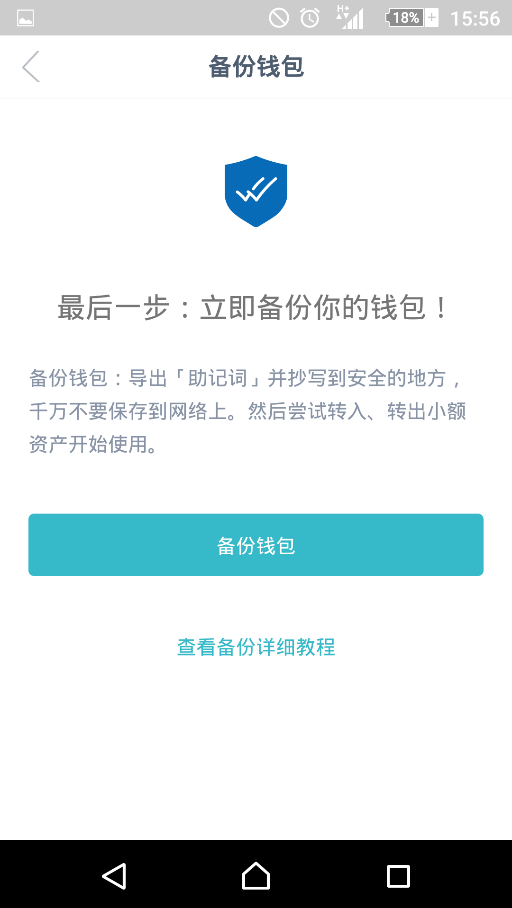 H+
18%
15:56
备份钱包
最后一步：立即备份你的钱包！
备份钱包：导出「助记词」并抄写到安全的地方，
千万不要保存到网络上。然后尝试转入、转出小额
资产开始使用。
备份钱包
查看备份详细教程